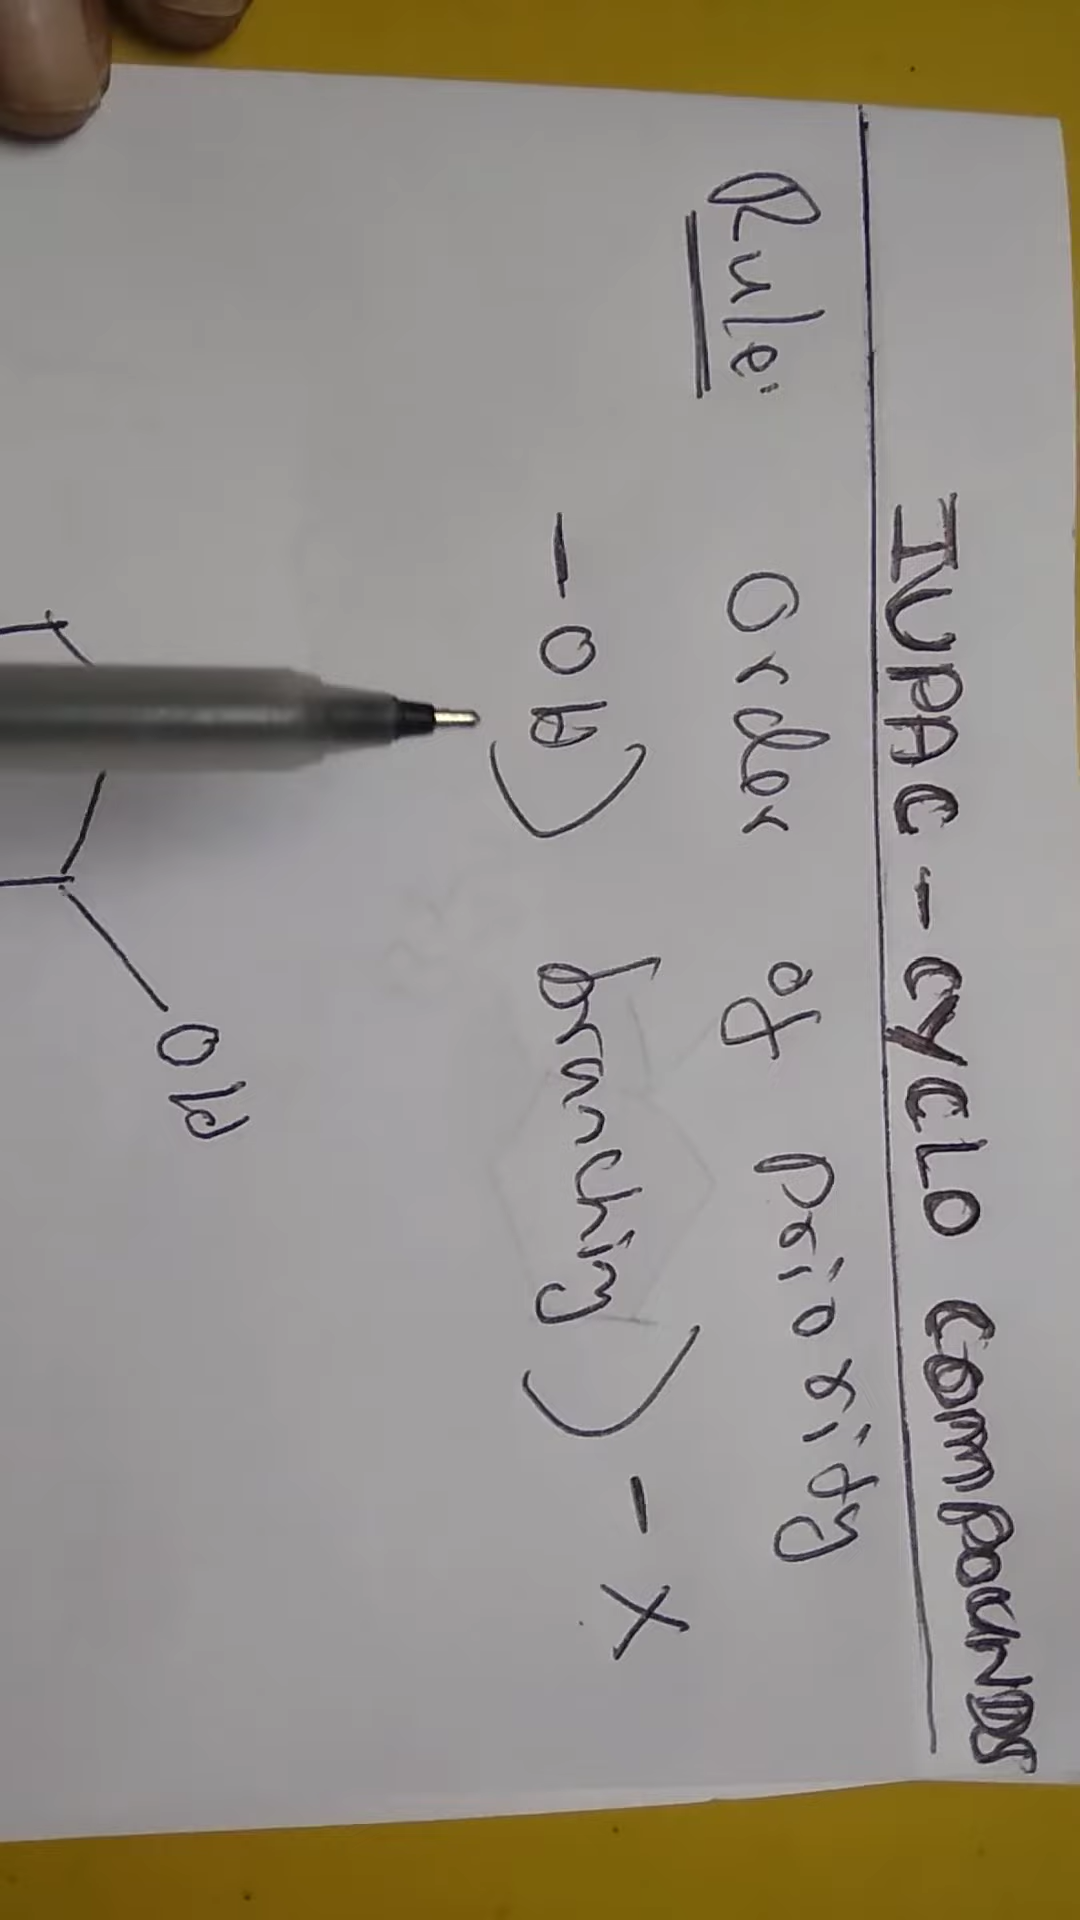 IUPAC - CYCLO COMPOUNDS
Rule: Order of priority
- OH > branching > - X
OH